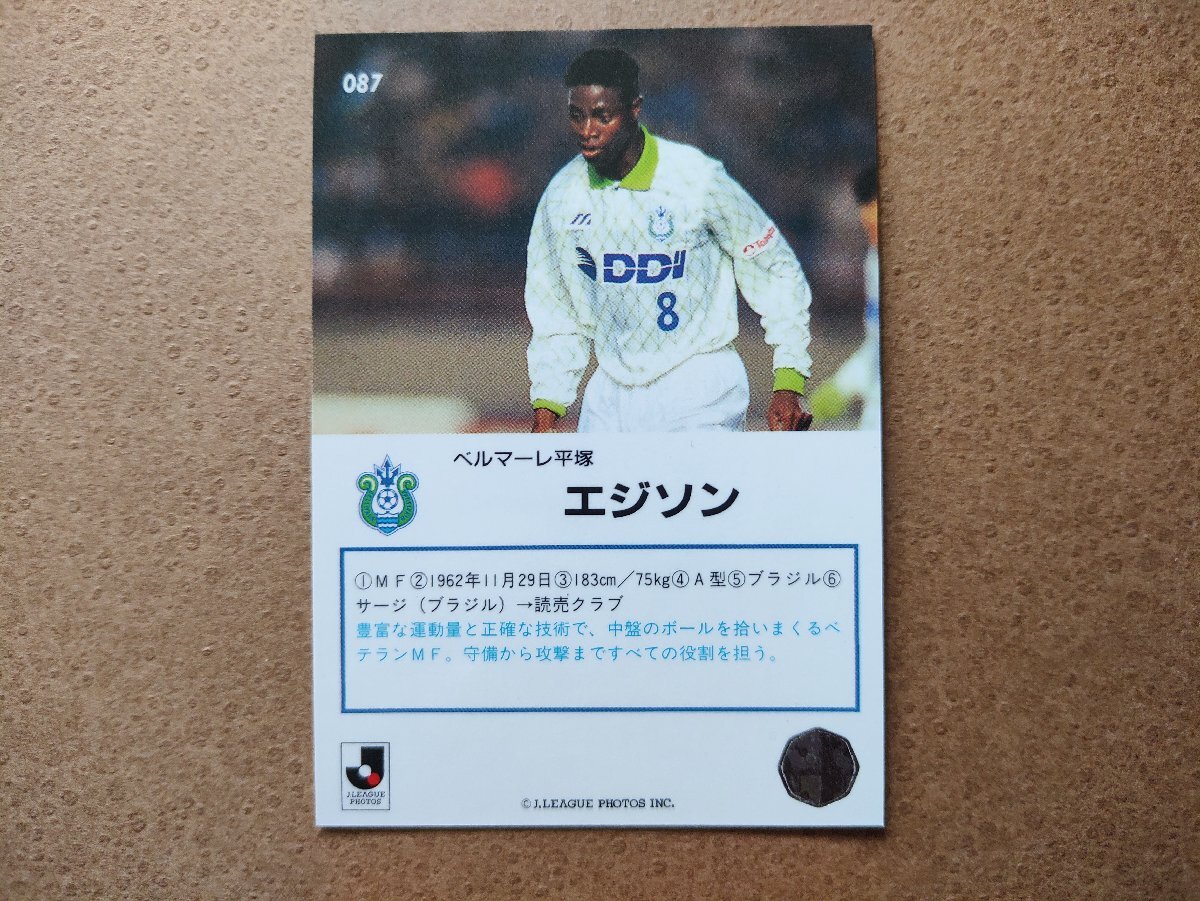 087
DDI
8
ベルマーレ平塚
エジソン
①ＭＦ②1962年11月29日③183cm／75kg④Ａ型⑤ブラジル⑥
サージ（ブラジル）→読売クラブ
豊富な運動量と正確な技術で、中盤のボールを拾いまくるベ
テランＭＦ。守備から攻撃まですべての役割を担う。
J.LEAGUE
PHOTOS
© J.LEAGUE PHOTOS INC.